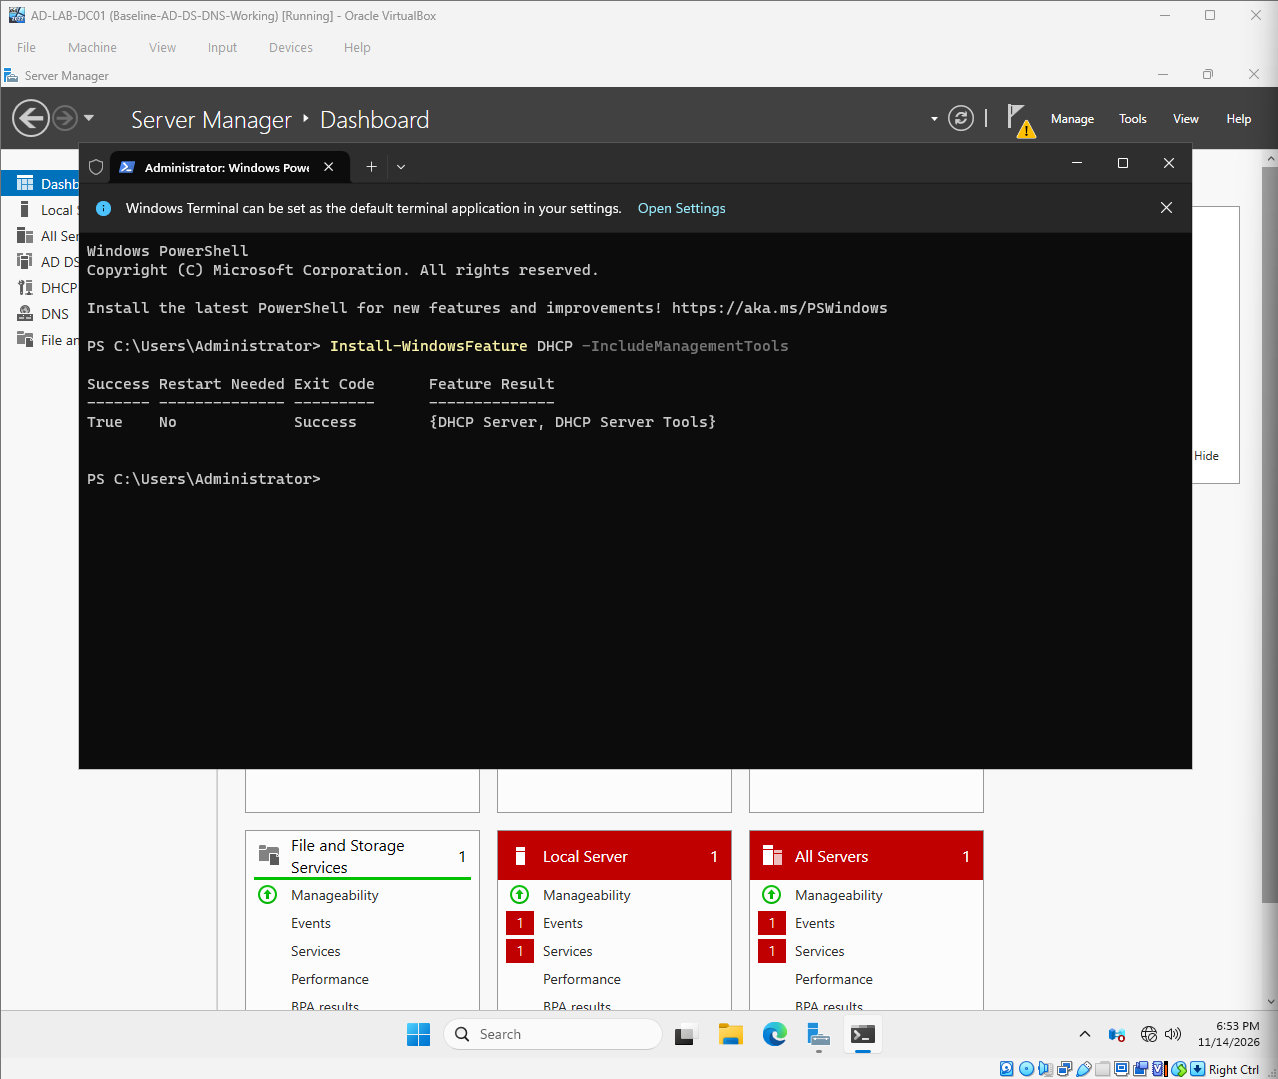 AD-LAB-DC01 (Baseline-AD-DS-DNS-Working) [Running] - Oracle VirtualBox
File Machine View Input Devices Help
Server Manager
Server Manager Dashboard
Manage Tools View Help
Dashb
Local
All Ser
AD DS
DHCP
DNS
File an
Administrator: Windows Powe
Windows Terminal can be set as the default terminal application in your settings. Open Settings
Windows PowerShell
Copyright (C) Microsoft Corporation. All rights reserved.
Install the latest PowerShell for new features and improvements! https://aka.ms/PSWindows
PS C:\Users\Administrator> Install-WindowsFeature DHCP -IncludeManagementTools
Success Restart Needed Exit Code      Feature Result
------- -------------- ---------      --------------
True    No             Success        {DHCP Server, DHCP Server Tools}
PS C:\Users\Administrator>
Hide
File and Storage
Services
1
Manageability
Events
Services
Performance
BPA results
Local Server 1
Manageability
1 Events
1 Services
Performance
BPA results
All Servers 1
Manageability
1 Events
1 Services
Performance
BPA results
Search
6:53 PM
11/14/2026
Right Ctrl